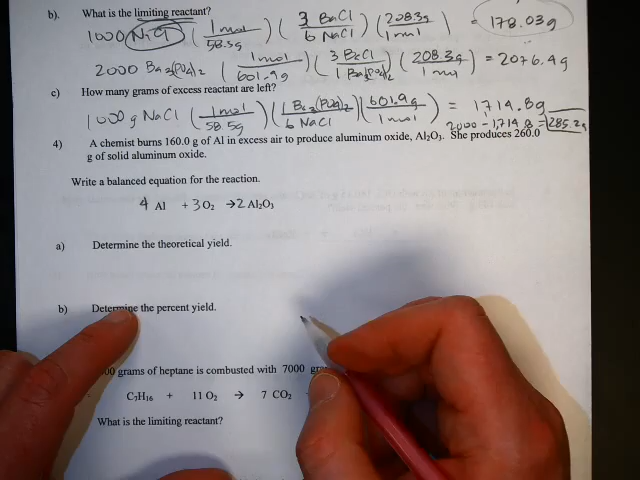 b). What is the limiting reactant?
1000 NaCl (1 mol / 58.5g) (3 BaCl / 6 NaCl) (208.3g / 1 mol) = 178.03g
2000 Ba3(PO4)2 (1 mol / 601.9g) (3 BaCl / 1 Ba3(PO4)2) (208.3g / 1 mol) = 2076.4g
c) How many grams of excess reactant are left?
1000 g NaCl (1 mol / 58.5g) (1 Ba3(PO4)2 / 6 NaCl) (601.9g / 1 mol) = 1714.8g
2000 - 1,714.8 = 285.2g
4) A chemist burns 160.0 g of Al in excess air to produce aluminum oxide, Al2O3. She produces 260.0
g of solid aluminum oxide.
Write a balanced equation for the reaction.
4 Al + 3 O2 → 2 Al2O3
a) Determine the theoretical yield.
b) Determine the percent yield.
00 grams of heptane is combusted with 7000
C7H16 + 11 O2 → 7 CO2
What is the limiting reactant?